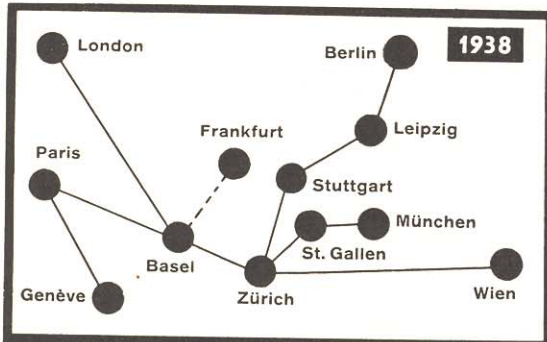 London
Berlin
1938
Frankfurt
Leipzig
Paris
Stuttgart
München
Basel
St. Gallen
Genève
Zürich
Wien